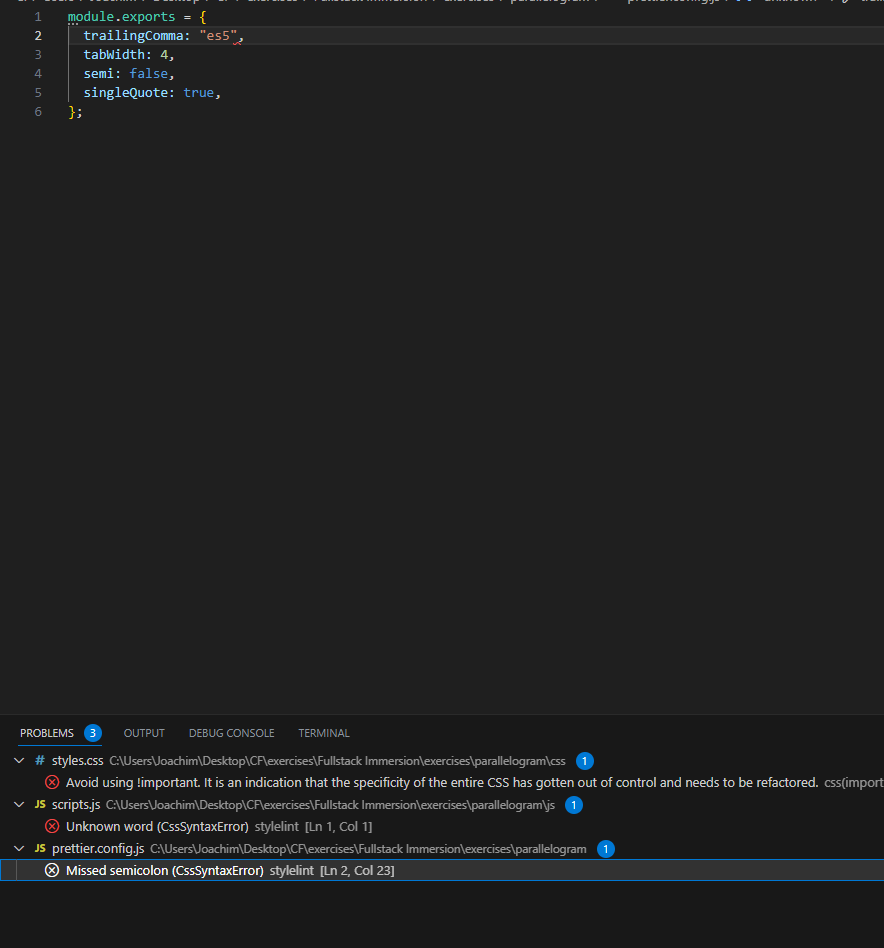 1 module.exports = {
2 trailingComma: "es5",
3 tabWidth: 4,
4 semi: false,
5 singleQuote: true,
6 };
PROBLEMS 3 OUTPUT DEBUG CONSOLE TERMINAL
# styles.css C:\Users\Joachim\Desktop\CF\exercises\Fullstack Immersion\exercises\parallelogram\css 1
Avoid using !important. It is an indication that the specificity of the entire CSS has gotten out of control and needs to be refactored. css(import
JS scripts.js C:\Users\Joachim\Desktop\CF\exercises\Fullstack Immersion\exercises\parallelogram\js 1
Unknown word (CssSyntaxError) stylelint [Ln 1, Col 1]
JS prettier.config.js C:\Users\Joachim\Desktop\CF\exercises\Fullstack Immersion\exercises\parallelogram 1
Missed semicolon (CssSyntaxError) stylelint [Ln 2, Col 23]